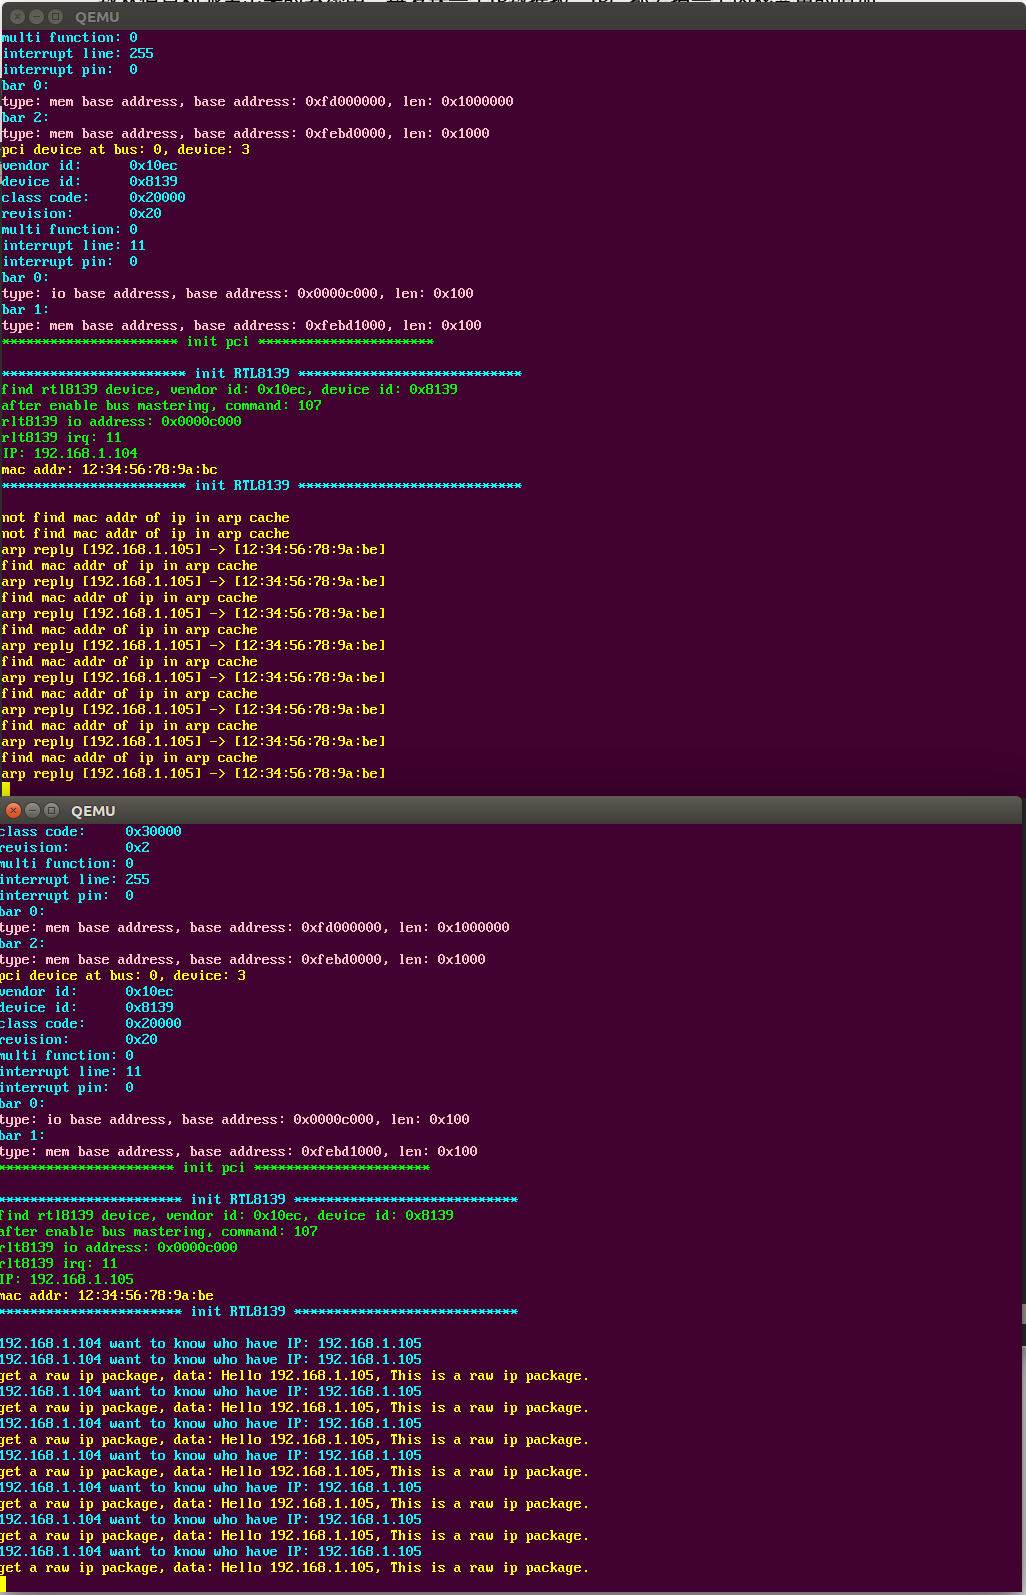 QEMU
multi function: 0
interrupt line: 255
interrupt pin:  0
bar 0:
type: mem base address, base address: 0xfd000000, len: 0x1000000
bar 2:
type: mem base address, base address: 0xfebd0000, len: 0x1000
pci device at bus: 0, device: 3
vendor id:      0x10ec
device id:      0x8139
class code:     0x20000
revision:       0x20
multi function: 0
interrupt line: 11
interrupt pin:  0
bar 0:
type: io base address, base address: 0x0000c000, len: 0x100
bar 1:
type: mem base address, base address: 0xfebd1000, len: 0x100
********************** init pci **********************
*********************** init RTL8139 ****************************
find rtl8139 device, vendor id: 0x10ec, device id: 0x8139
after enable bus mastering, command: 107
rlt8139 io address: 0x0000c000
rlt8139 irq: 11
IP: 192.168.1.104
mac addr: 12:34:56:78:9a:bc
*********************** init RTL8139 ****************************
not find mac addr of ip in arp cache
not find mac addr of ip in arp cache
arp reply [192.168.1.105] -> [12:34:56:78:9a:be]
find mac addr of ip in arp cache
arp reply [192.168.1.105] -> [12:34:56:78:9a:be]
find mac addr of ip in arp cache
arp reply [192.168.1.105] -> [12:34:56:78:9a:be]
find mac addr of ip in arp cache
arp reply [192.168.1.105] -> [12:34:56:78:9a:be]
find mac addr of ip in arp cache
arp reply [192.168.1.105] -> [12:34:56:78:9a:be]
find mac addr of ip in arp cache
arp reply [192.168.1.105] -> [12:34:56:78:9a:be]
find mac addr of ip in arp cache
arp reply [192.168.1.105] -> [12:34:56:78:9a:be]
find mac addr of ip in arp cache
arp reply [192.168.1.105] -> [12:34:56:78:9a:be]
QEMU
class code:     0x30000
revision:       0x2
multi function: 0
interrupt line: 255
interrupt pin:  0
bar 0:
type: mem base address, base address: 0xfd000000, len: 0x1000000
bar 2:
type: mem base address, base address: 0xfebd0000, len: 0x1000
pci device at bus: 0, device: 3
vendor id:      0x10ec
device id:      0x8139
class code:     0x20000
revision:       0x20
multi function: 0
interrupt line: 11
interrupt pin:  0
bar 0:
type: io base address, base address: 0x0000c000, len: 0x100
bar 1:
type: mem base address, base address: 0xfebd1000, len: 0x100
********************** init pci **********************
*********************** init RTL8139 ****************************
find rtl8139 device, vendor id: 0x10ec, device id: 0x8139
after enable bus mastering, command: 107
rlt8139 io address: 0x0000c000
rlt8139 irq: 11
IP: 192.168.1.105
mac addr: 12:34:56:78:9a:be
*********************** init RTL8139 ****************************
192.168.1.104 want to know who have IP: 192.168.1.105
192.168.1.104 want to know who have IP: 192.168.1.105
get a raw ip package, data: Hello 192.168.1.105, This is a raw ip package.
192.168.1.104 want to know who have IP: 192.168.1.105
get a raw ip package, data: Hello 192.168.1.105, This is a raw ip package.
192.168.1.104 want to know who have IP: 192.168.1.105
get a raw ip package, data: Hello 192.168.1.105, This is a raw ip package.
192.168.1.104 want to know who have IP: 192.168.1.105
get a raw ip package, data: Hello 192.168.1.105, This is a raw ip package.
192.168.1.104 want to know who have IP: 192.168.1.105
get a raw ip package, data: Hello 192.168.1.105, This is a raw ip package.
192.168.1.104 want to know who have IP: 192.168.1.105
get a raw ip package, data: Hello 192.168.1.105, This is a raw ip package.
192.168.1.104 want to know who have IP: 192.168.1.105
get a raw ip package, data: Hello 192.168.1.105, This is a raw ip package.